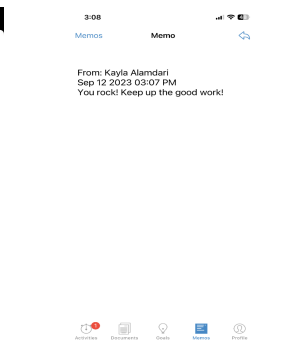 3:08
Memos Memo
From: Kayla Alamdari
Sep 12 2023 03:07 PM
You rock! Keep up the good work!
Activities Documents Goals Memos Profile